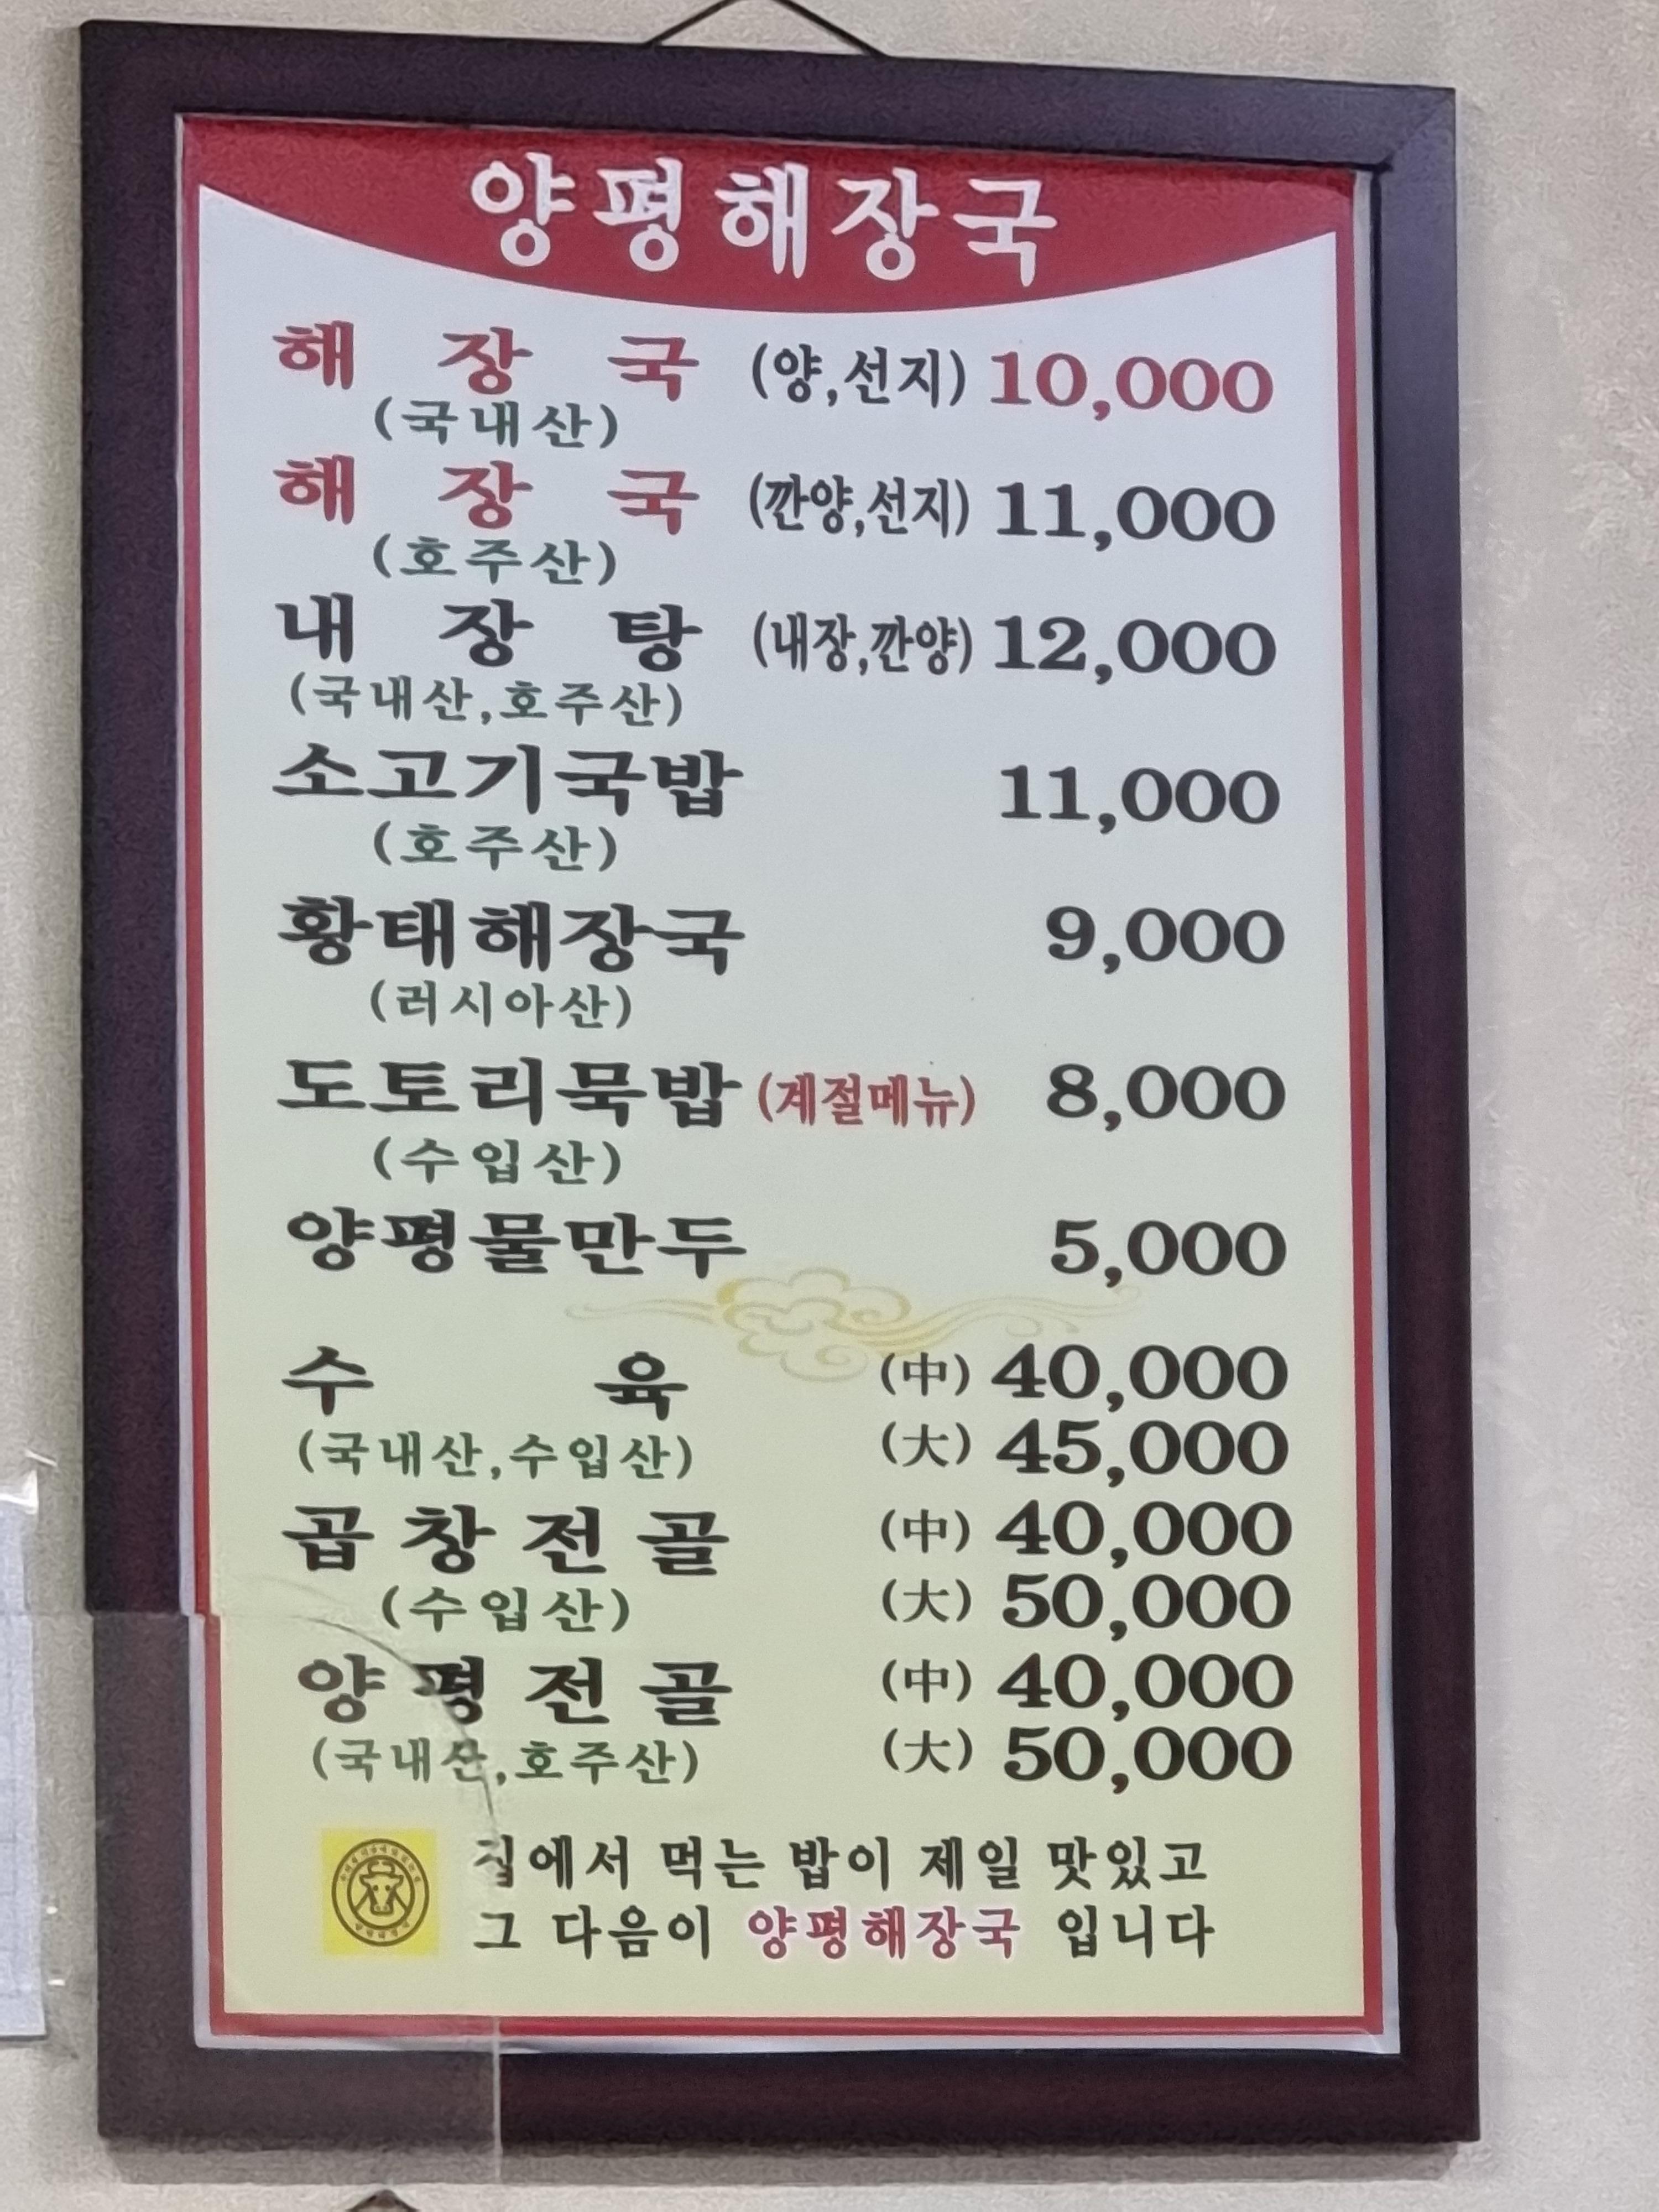 양평해장국
해장국 (양,선지) 10,000
(국내산)
해장국 (깐양,선지) 11,000
(호주산)
내장탕 (내장,깐양) 12,000
(국내산,호주산)
소고기국밥 11,000
(호주산)
황태해장국 9,000
(러시아산)
도토리묵밥 (계절메뉴) 8,000
(수입산)
양평물만두 5,000
수육 (中) 40,000
(국내산,수입산) (大) 45,000
곱창전골 (中) 40,000
(수입산) (大) 50,000
양평전골 (中) 40,000
(국내산,호주산) (大) 50,000
집에서 먹는 밥이 제일 맛있고
그 다음이 양평해장국 입니다